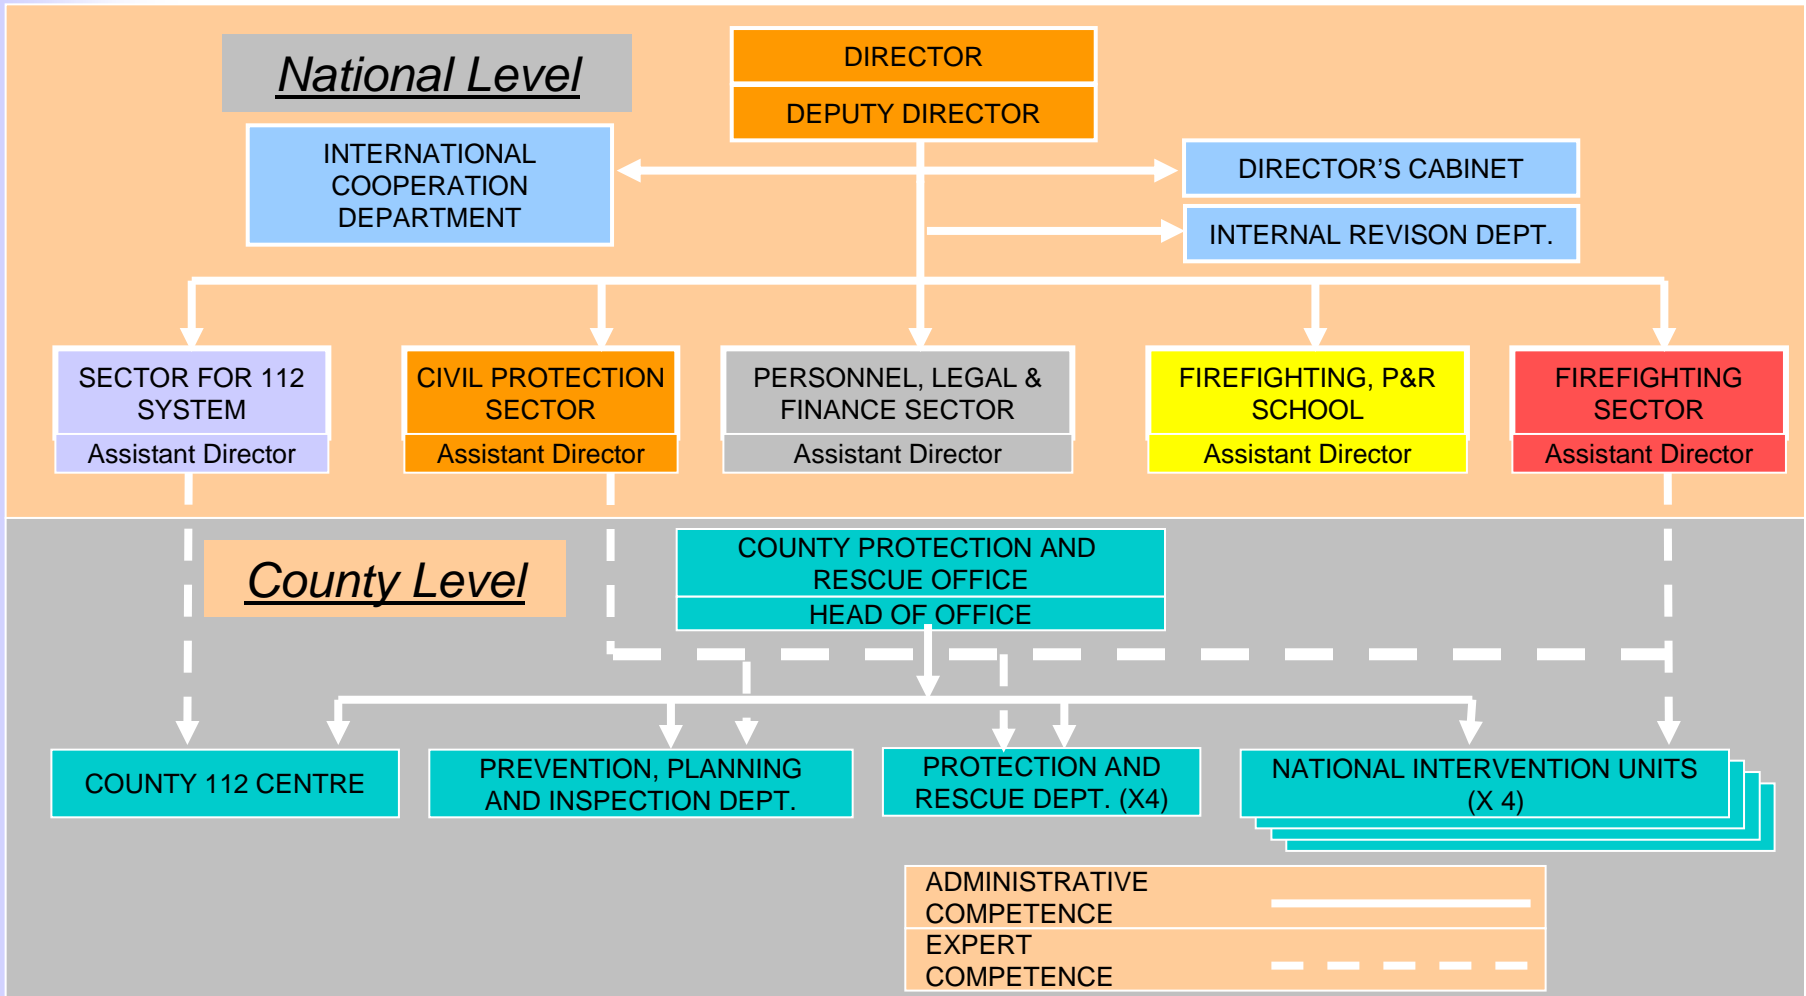 National Level
DIRECTOR
DEPUTY DIRECTOR
INTERNATIONAL
COOPERATION
DEPARTMENT
DIRECTOR’S CABINET
INTERNAL REVISON DEPT.
SECTOR FOR 112
SYSTEM
Assistant Director
CIVIL PROTECTION
SECTOR
Assistant Director
PERSONNEL, LEGAL &
FINANCE SECTOR
Assistant Director
FIREFIGHTING, P&R
SCHOOL
Assistant Director
FIREFIGHTING
SECTOR
Assistant Director
County Level
COUNTY PROTECTION AND
RESCUE OFFICE
HEAD OF OFFICE
COUNTY 112 CENTRE
PREVENTION, PLANNING
AND INSPECTION DEPT.
PROTECTION AND
RESCUE DEPT. (X4)
NATIONAL INTERVENTION UNITS
(X 4)
ADMINISTRATIVE
COMPETENCE
EXPERT
COMPETENCE